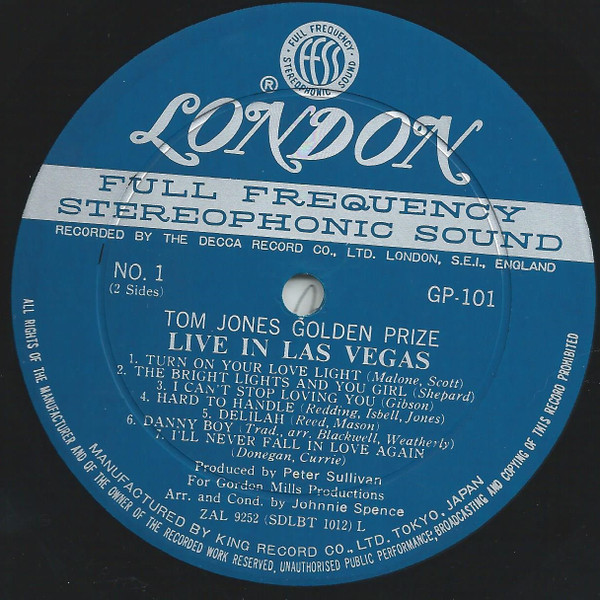 FULL FREQUENCY
FFSS
STEREOPHONIC SOUND
®
LONDON
FULL FREQUENCY
STEREOPHONIC SOUND
RECORDED BY THE DECCA RECORD CO., LTD. LONDON, S.E.I., ENGLAND
NO. 1
(2 Sides)
GP-101
TOM JONES GOLDEN PRIZE
LIVE IN LAS VEGAS
1. TURN ON YOUR LOVE LIGHT (Malone, Scott)
2. THE BRIGHT LIGHTS AND YOU GIRL (Shepard)
3. I CAN'T STOP LOVING YOU (Gibson)
4. HARD TO HANDLE (Redding, Isbell, Jones)
5. DELILAH (Reed, Mason)
6. DANNY BOY (Trad., arr. Blackwell, Weatherly)
7. I'LL NEVER FALL IN LOVE AGAIN
(Donegan, Currie)
Produced by Peter Sullivan
For Gordon Mills Productions
Arr. and Cond. by Johnnie Spence
ZAL 9252 (SDLBT 1012) L
MANUFACTURED BY KING RECORD CO., LTD. TOKYO, JAPAN
ALL RIGHTS OF THE MANUFACTURER AND OF THE OWNER OF THE RECORDED WORK RESERVED, UNAUTHORISED PUBLIC PERFORMANCE, BROADCASTING AND COPYING OF THIS RECORD PROHIBITED